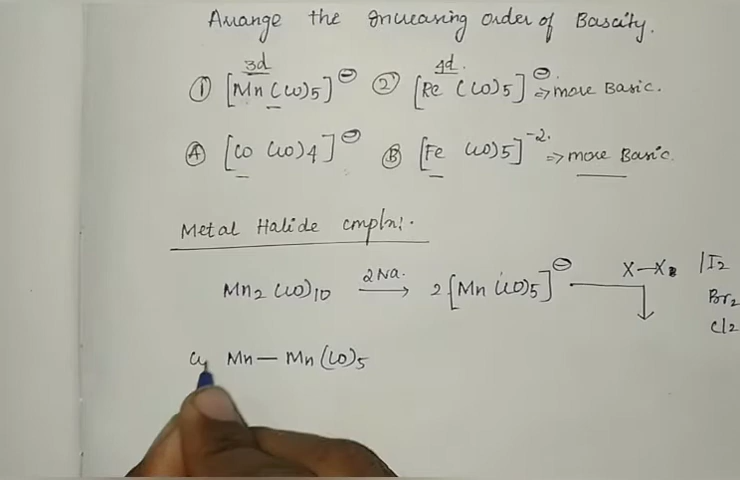 Arrange the Increasing order of Bascity.
3d 4d.
① [Mn (CO)5]⊖ ② [Re (CO)5]⊖ ⇒ more Basic.
Ⓐ [Co (CO)4]⊖ Ⓑ [Fe (CO)5]-2. ⇒ more Basic.
Metal Halide cmpln:.
Mn2 (CO)10 2Na. → 2 [Mn (CO)5]⊖ X-X. / I2
Br2
Cl2
Mn — Mn (CO)5